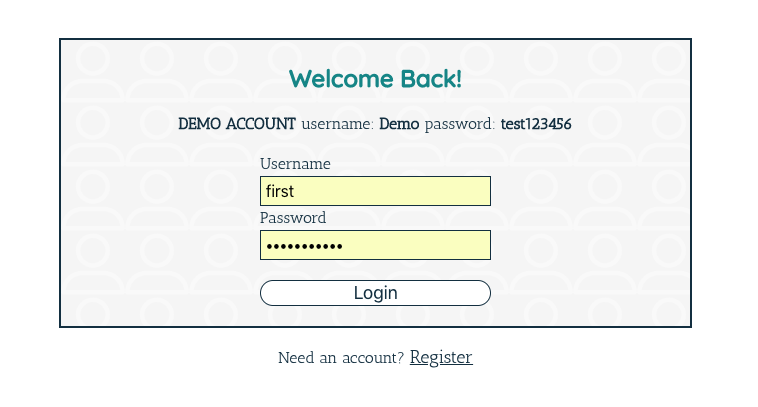 Welcome Back!
DEMO ACCOUNT username: Demo password: test123456
Username
first
Password
•••••••••••
Login
Need an account? Register